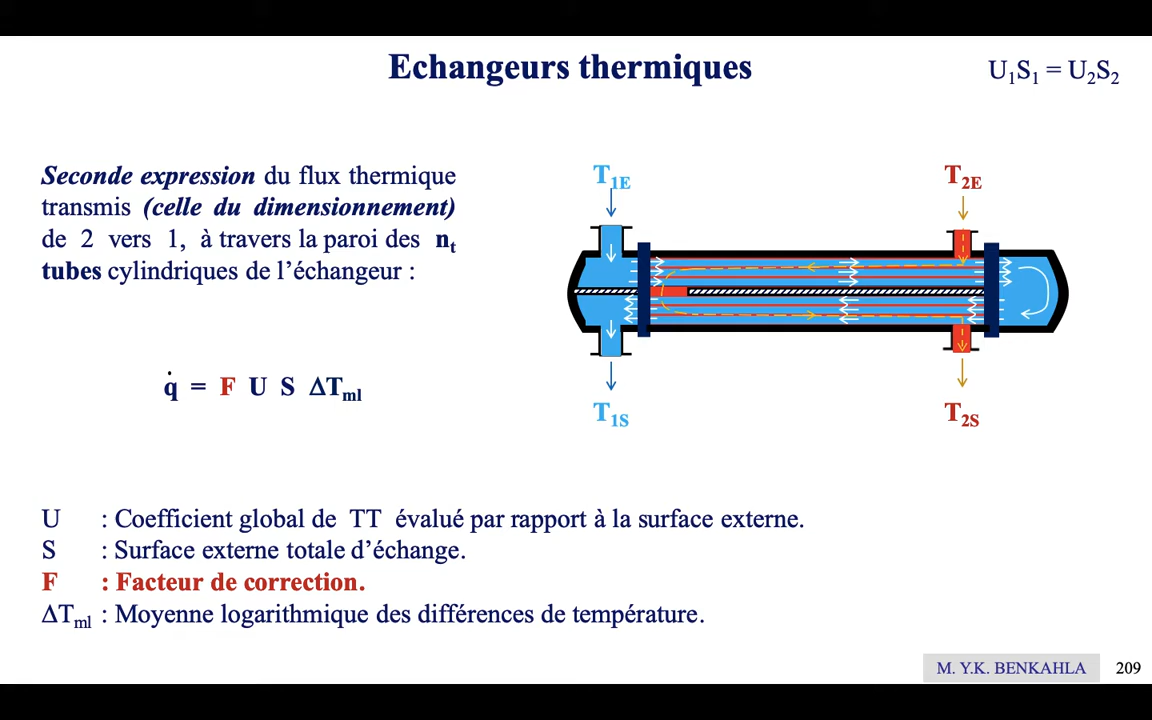 Echangeurs thermiques
U₁S₁ = U₂S₂
Seconde expression du flux thermique
transmis (celle du dimensionnement)
de 2 vers 1, à travers la paroi des nₜ
tubes cylindriques de l’échangeur :
q̇ = F U S ΔTml
T1E
T2E
T1S
T2S
U : Coefficient global de TT évalué par rapport à la surface externe.
S : Surface externe totale d’échange.
F : Facteur de correction.
ΔTml : Moyenne logarithmique des différences de température.
M. Y.K. BENKAHLA
209